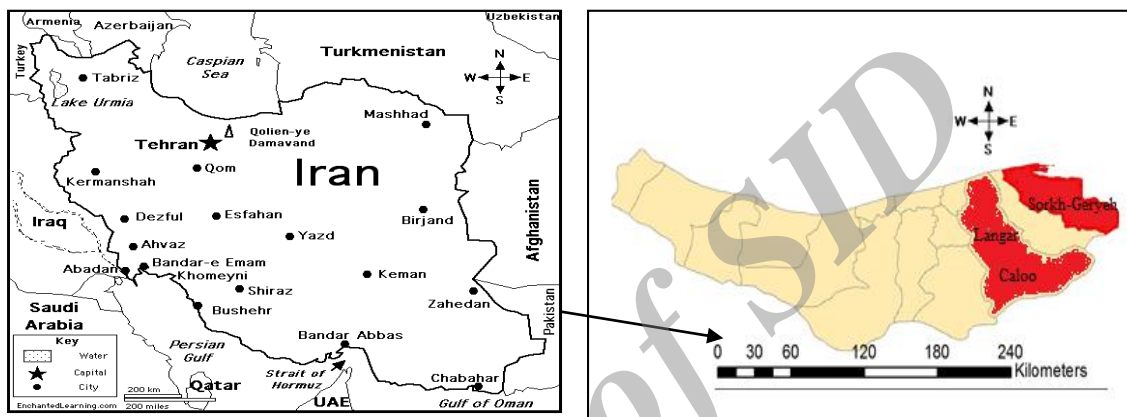 Armenia
Azerbaijan
Uzbekistan
Turkey
Caspian
Sea
Turkmenistan
N
W
E
S
Tabriz
Lake Urmia
Mashhad
Qolien-ye
Damavand
Tehran
Qom
Iran
Kermanshah
Afghanistan
Iraq
Dezful
Esfahan
Birjand
Yazd
Ahvaz
Bandar-e Emam
Khomeyni
Abadan
Keman
Shiraz
Zahedan
Bushehr
Pakistan
Saudi
Arabia
Bandar Abbas
Key
Water
Capital
City
Persian
Gulf
Strait of
Hormuz
Chabahar
Qatar
200 km
200 miles
UAE
Gulf of Oman
EnchantedLearning.com
N
W
E
S
Sorkh-Geryeh
Langar
Caloo
0 30 60 120 180 240
Kilometers
of SID